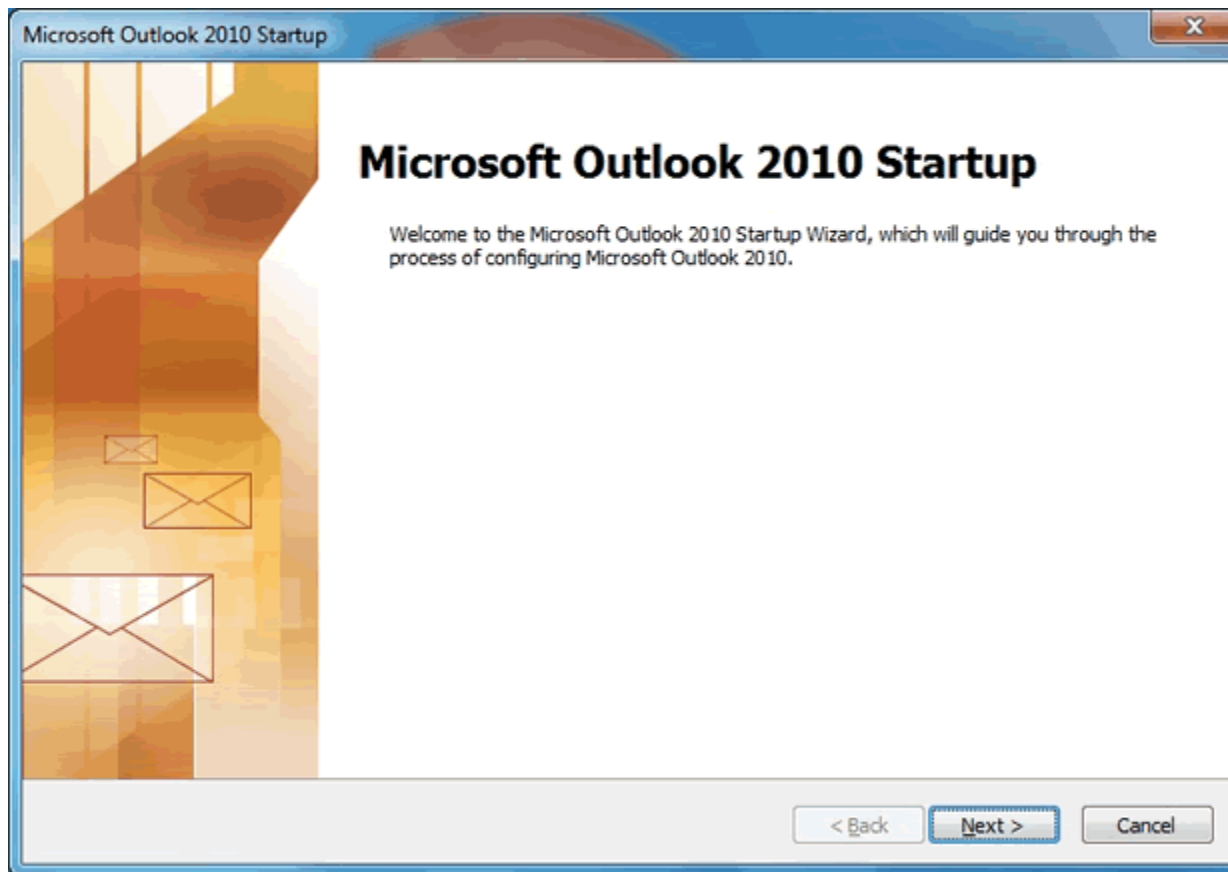 Microsoft Outlook 2010 Startup
Microsoft Outlook 2010 Startup
Welcome to the Microsoft Outlook 2010 Startup Wizard, which will guide you through the
process of configuring Microsoft Outlook 2010.
< Back Next > Cancel